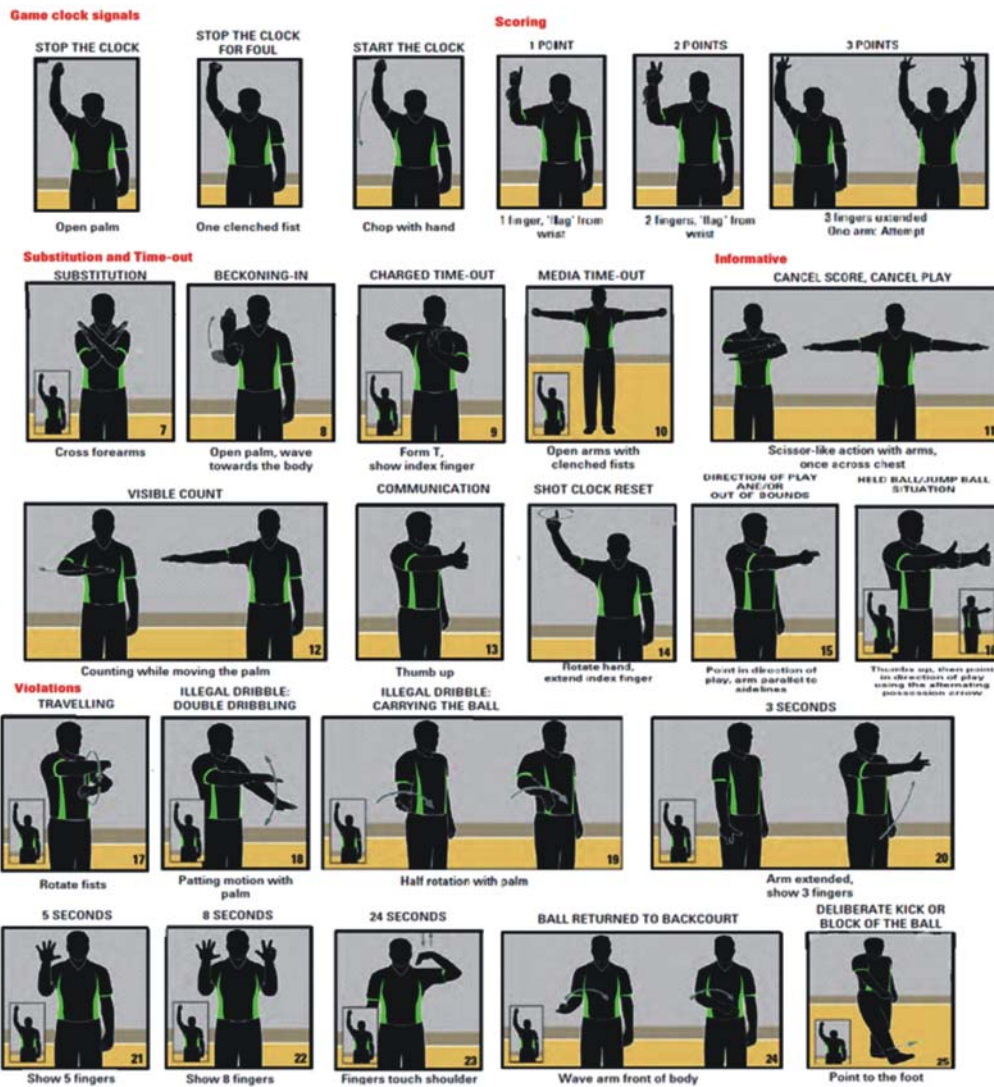 Game clock signals
Scoring
STOP THE CLOCK
STOP THE CLOCK
FOR FOUL
START THE CLOCK
1 POINT
2 POINTS
3 POINTS
Open palm
One clenched fist
Chop with hand
1 finger, 'flag' from
wrist
2 fingers, 'flag' from
wrist
3 fingers extended
One arm: Attempt
Substitution and Time-out
Informative
SUBSTITUTION
BECKONING-IN
CHARGED TIME-OUT
MEDIA TIME-OUT
CANCEL SCORE, CANCEL PLAY
7
8
9
10
11
Cross forearms
Open palm, wave
towards the body
Form T,
show index finger
Open arms with
clenched fists
Scissor-like action with arms,
once across chest
VISIBLE COUNT
COMMUNICATION
SHOT CLOCK RESET
DIRECTION OF PLAY
AND/OR
OUT OF BOUNDS
HELD BALL/JUMP BALL
SITUATION
12
13
14
15
16
Counting while moving the palm
Thumb up
Rotate hand,
extend index finger
Point in direction of
play, arm parallel to
sidelines
Thumbs up, then point
in direction of play
using the alternating
possession arrow
Violations
TRAVELLING
ILLEGAL DRIBBLE:
DOUBLE DRIBBLING
ILLEGAL DRIBBLE:
CARRYING THE BALL
3 SECONDS
17
18
19
20
Rotate fists
Patting motion with
palm
Half rotation with palm
Arm extended,
show 3 fingers
5 SECONDS
8 SECONDS
24 SECONDS
BALL RETURNED TO BACKCOURT
DELIBERATE KICK OR
BLOCK OF THE BALL
21
22
23
24
25
Show 5 fingers
Show 8 fingers
Fingers touch shoulder
Wave arm front of body
Point to the foot